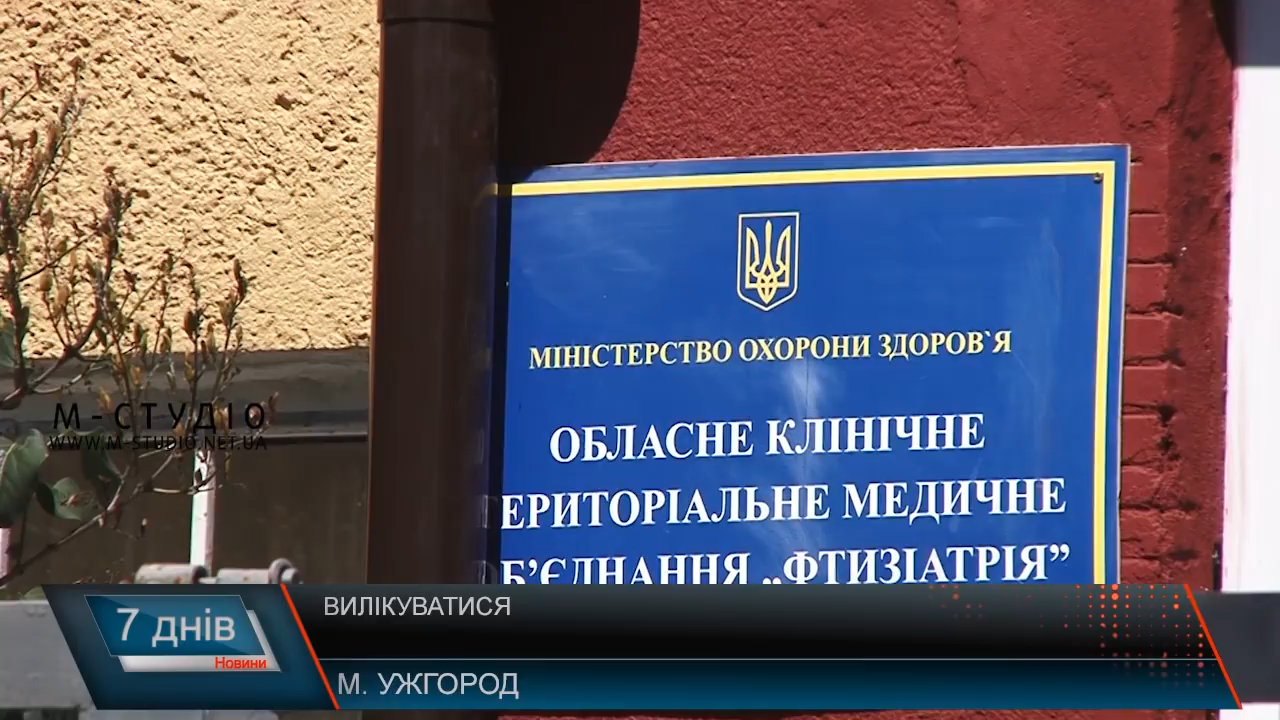 МІНІСТЕРСТВО ОХОРОНИ ЗДОРОВ`Я
ОБЛАСНЕ КЛІНІЧНЕ
ЕРИТОРІАЛЬНЕ МЕДИЧНЕ
Б’ЄДНАННЯ „ФТИЗІАТРІЯ”
М-СТУДІО
WWW.M-STUDIO.NET.UA
7 днів
Новини
ВИЛІКУВАТИСЯ
М. УЖГОРОД